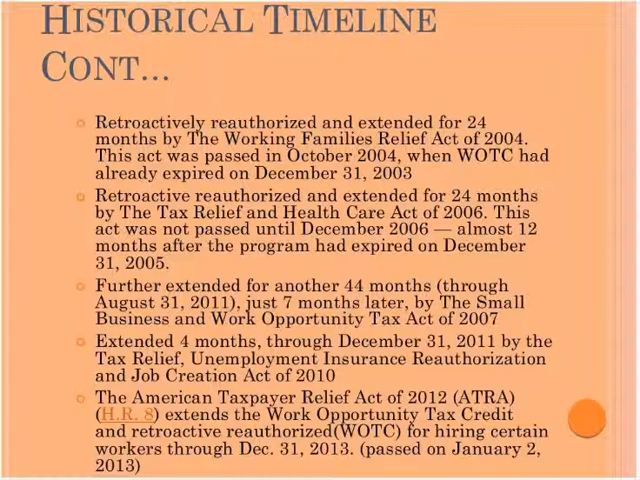 HISTORICAL TIMELINE
CONT...
Retroactively reauthorized and extended for 24
months by The Working Families Relief Act of 2004.
This act was passed in October 2004, when WOTC had
already expired on December 31, 2003
Retroactive reauthorized and extended for 24 months
by The Tax Relief and Health Care Act of 2006. This
act was not passed until December 2006 — almost 12
months after the program had expired on December
31, 2005.
Further extended for another 44 months (through
August 31, 2011), just 7 months later, by The Small
Business and Work Opportunity Tax Act of 2007
Extended 4 months, through December 31, 2011 by the
Tax Relief, Unemployment Insurance Reauthorization
and Job Creation Act of 2010
The American Taxpayer Relief Act of 2012 (ATRA)
(H.R. 8) extends the Work Opportunity Tax Credit
and retroactive reauthorized(WOTC) for hiring certain
workers through Dec. 31, 2013. (passed on January 2,
2013)